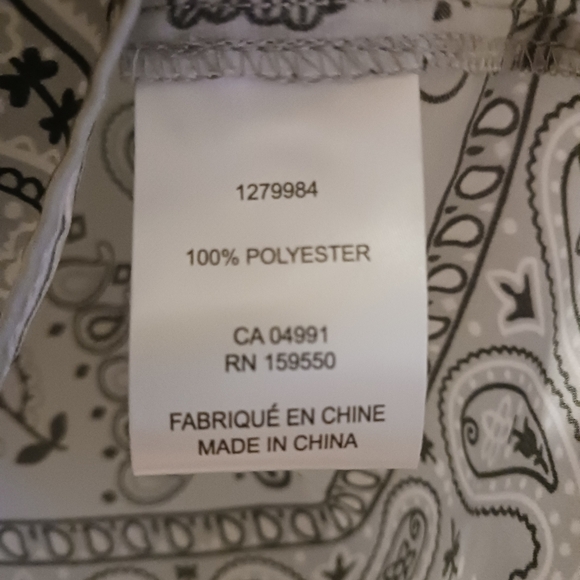 1279984
100% POLYESTER
CA 04991
RN 159550
FABRIQUÉ EN CHINE
MADE IN CHINA